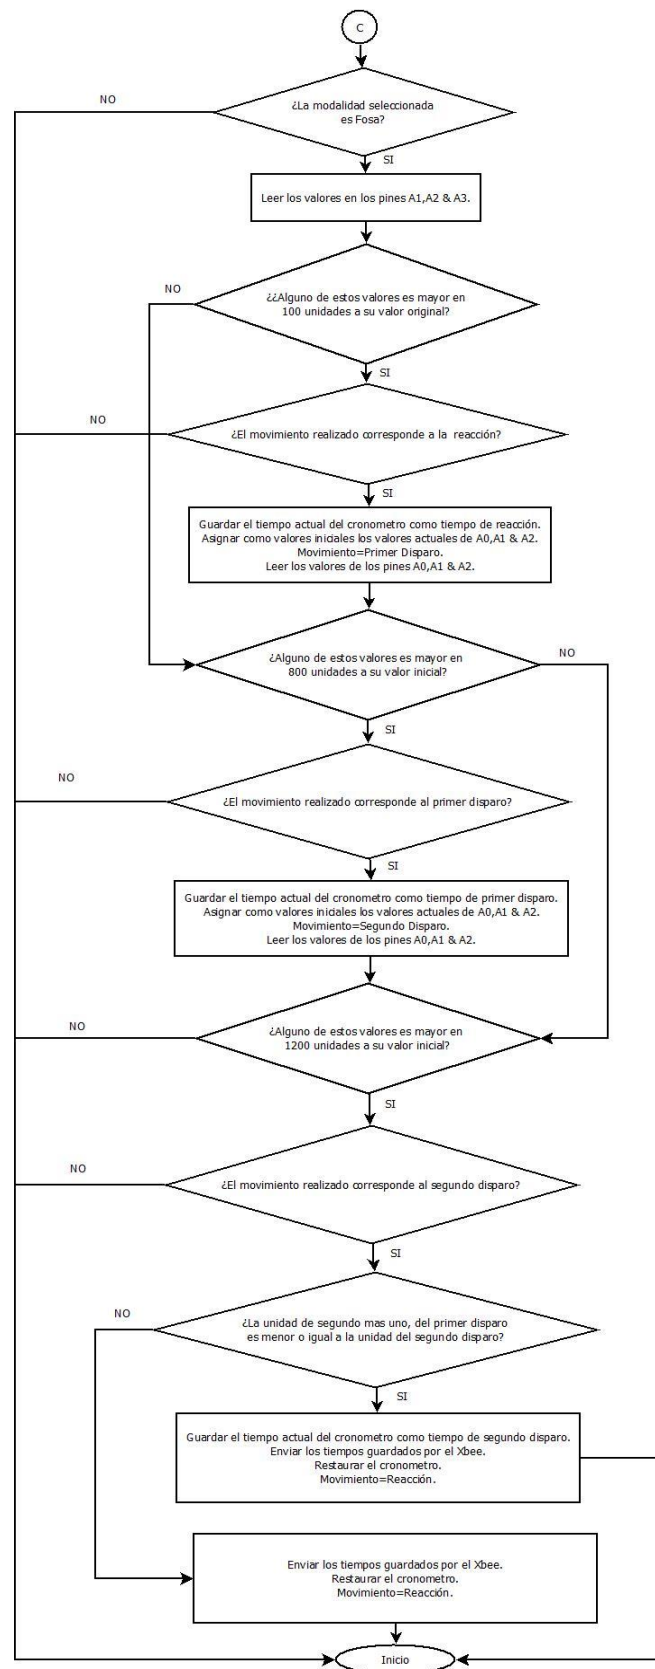 C
NO
¿La modalidad seleccionada
es Fosa?
SI
Leer los valores en los pines A1,A2 & A3.
NO
¿¿Alguno de estos valores es mayor en
100 unidades a su valor original?
SI
NO
¿El movimiento realizado corresponde a la reacción?
SI
Guardar el tiempo actual del cronometro como tiempo de reacción.
Asignar como valores iniciales los valores actuales de A0,A1 & A2.
Movimiento=Primer Disparo.
Leer los valores de los pines A0,A1 & A2.
¿Alguno de estos valores es mayor en
800 unidades a su valor inicial?
NO
SI
NO
¿El movimiento realizado corresponde al primer disparo?
SI
Guardar el tiempo actual del cronometro como tiempo de primer disparo.
Asignar como valores iniciales los valores actuales de A0,A1 & A2.
Movimiento=Segundo Disparo.
Leer los valores de los pines A0,A1 & A2.
NO
¿Alguno de estos valores es mayor en
1200 unidades a su valor inicial?
SI
NO
¿El movimiento realizado corresponde al segundo disparo?
SI
NO
¿La unidad de segundo mas uno, del primer disparo
es menor o igual a la unidad del segundo disparo?
SI
Guardar el tiempo actual del cronometro como tiempo de segundo disparo.
Enviar los tiempos guardados por el Xbee.
Restaurar el cronometro.
Movimiento=Reacción.
Enviar los tiempos guardados por el Xbee.
Restaurar el cronometro.
Movimiento=Reacción.
Inicio